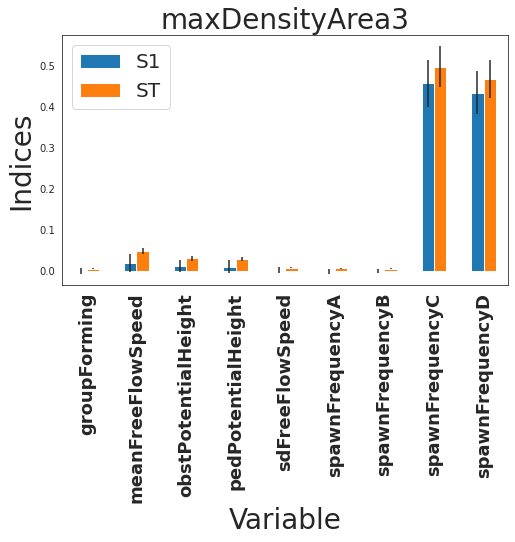 maxDensityArea3
S1
ST
Indices
0.5
0.4
0.3
0.2
0.1
0.0
groupForming
meanFreeFlowSpeed
obstPotentialHeight
pedPotentialHeight
sdFreeFlowSpeed
spawnFrequencyA
spawnFrequencyB
spawnFrequencyC
spawnFrequencyD
Variable